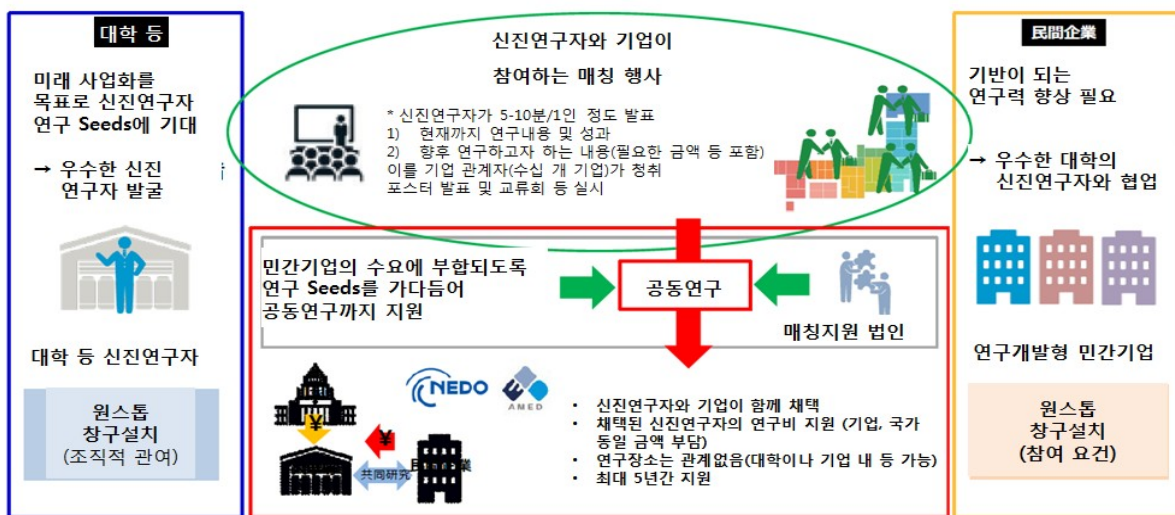 대학 등
미래 사업화를
목표로 신진연구자
연구 Seeds에 기대
→ 우수한 신진
연구자 발굴
대학 등 신진연구자
원스톱
창구설치
(조직적 관여)
신진연구자와 기업이
참여하는 매칭 행사
* 신진연구자가 5-10분/1인 정도 발표
1) 현재까지 연구내용 및 성과
2) 향후 연구하고자 하는 내용(필요한 금액 등 포함)
이를 기업 관계자(수십 개 기업)가 청취
포스터 발표 및 교류회 등 실시
민간기업의 수요에 부합되도록
연구 Seeds를 가다듬어
공동연구까지 지원
공동연구
매칭지원 법인
¥
¥
共同研究
NEDO
AMED
• 신진연구자와 기업이 함께 채택
• 채택된 신진연구자의 연구비 지원 (기업, 국가
동일 금액 부담)
• 연구장소는 관계없음(대학이나 기업 내 등 가능)
• 최대 5년간 지원
民間企業
기반이 되는
연구력 향상 필요
→ 우수한 대학의
신진연구자와 협업
연구개발형 민간기업
원스톱
창구설치
(참여 요건)